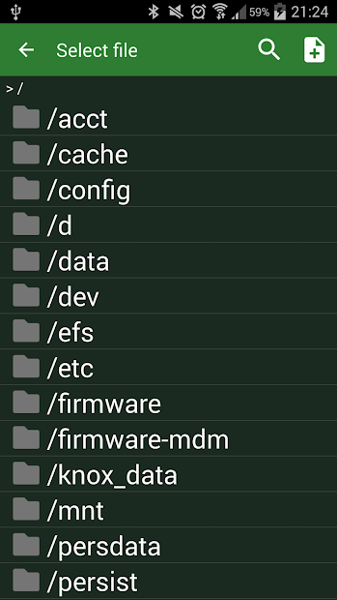 59% 21:24
Select file
> /
/acct
/cache
/config
/d
/data
/dev
/efs
/etc
/firmware
/firmware-mdm
/knox_data
/mnt
/persdata
/persist